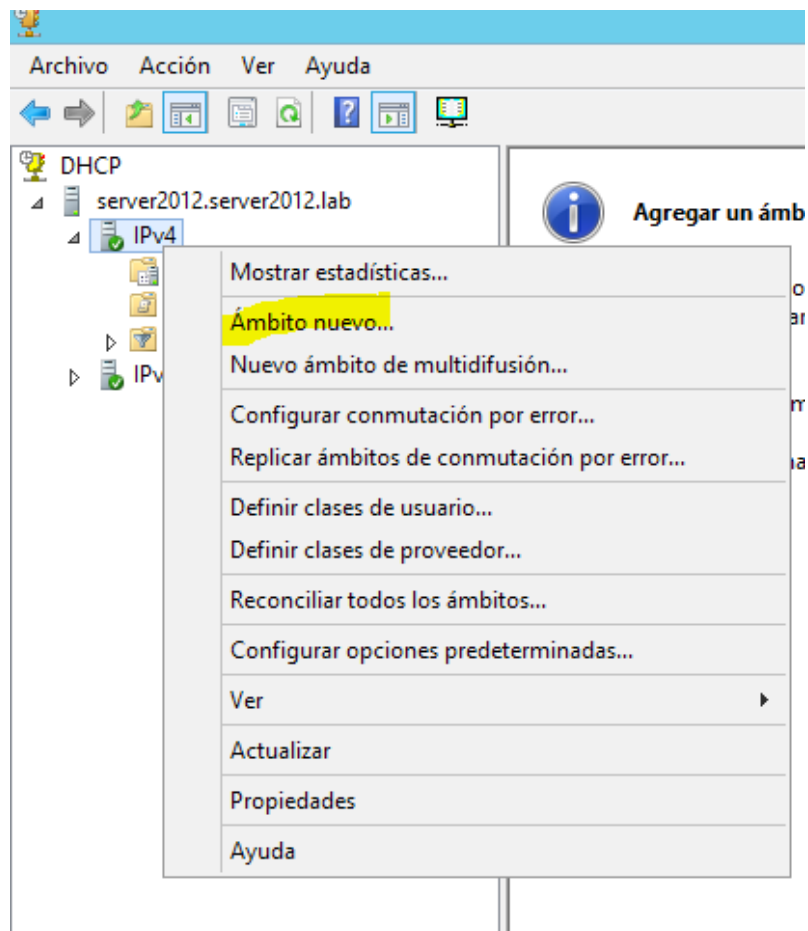 Archivo Acción Ver Ayuda
DHCP
server2012.server2012.lab
IPv4
Agregar un
Mostrar estadísticas...
Ámbito nuevo...
Nuevo ámbito de multidifusión...
Configurar conmutación por error...
Replicar ámbitos de conmutación por error...
Definir clases de usuario...
Definir clases de proveedor...
Reconciliar todos los ámbitos...
Configurar opciones predeterminadas...
Ver
Actualizar
Propiedades
Ayuda